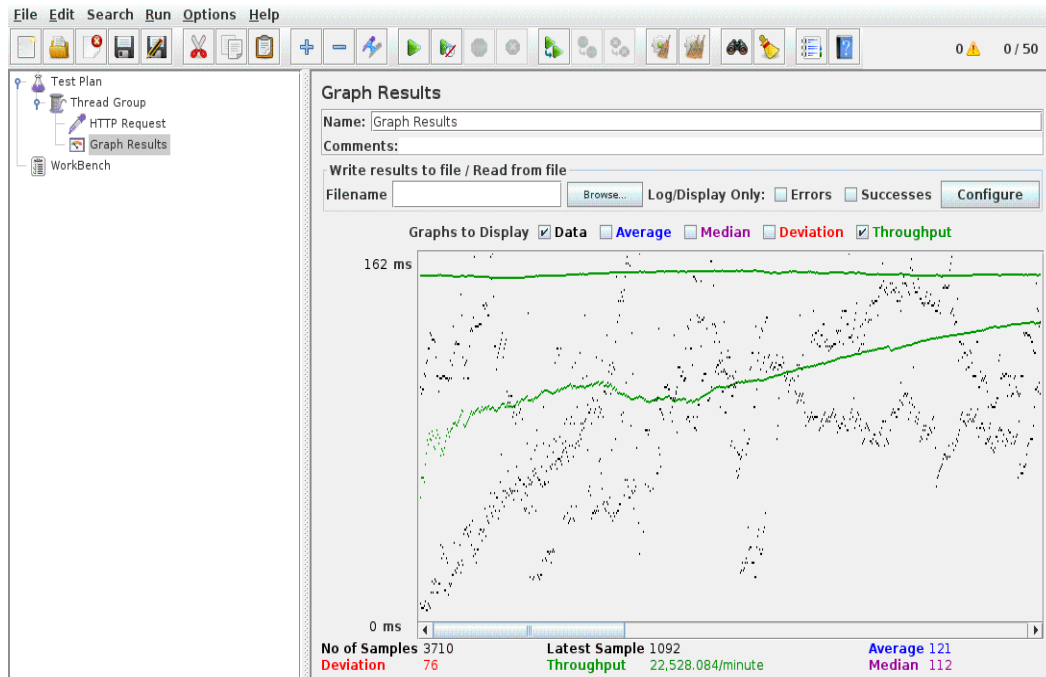 File Edit Search Run Options Help
0 0 / 50
Test Plan
Thread Group
HTTP Request
Graph Results
WorkBench
Graph Results
Name: Graph Results
Comments:
Write results to file / Read from file
Filename Browse... Log/Display Only: Errors Successes Configure
Graphs to Display Data Average Median Deviation Throughput
162 ms
0 ms
No of Samples 3710 Latest Sample 1092 Average 121
Deviation 76 Throughput 22,528.084/minute Median 112